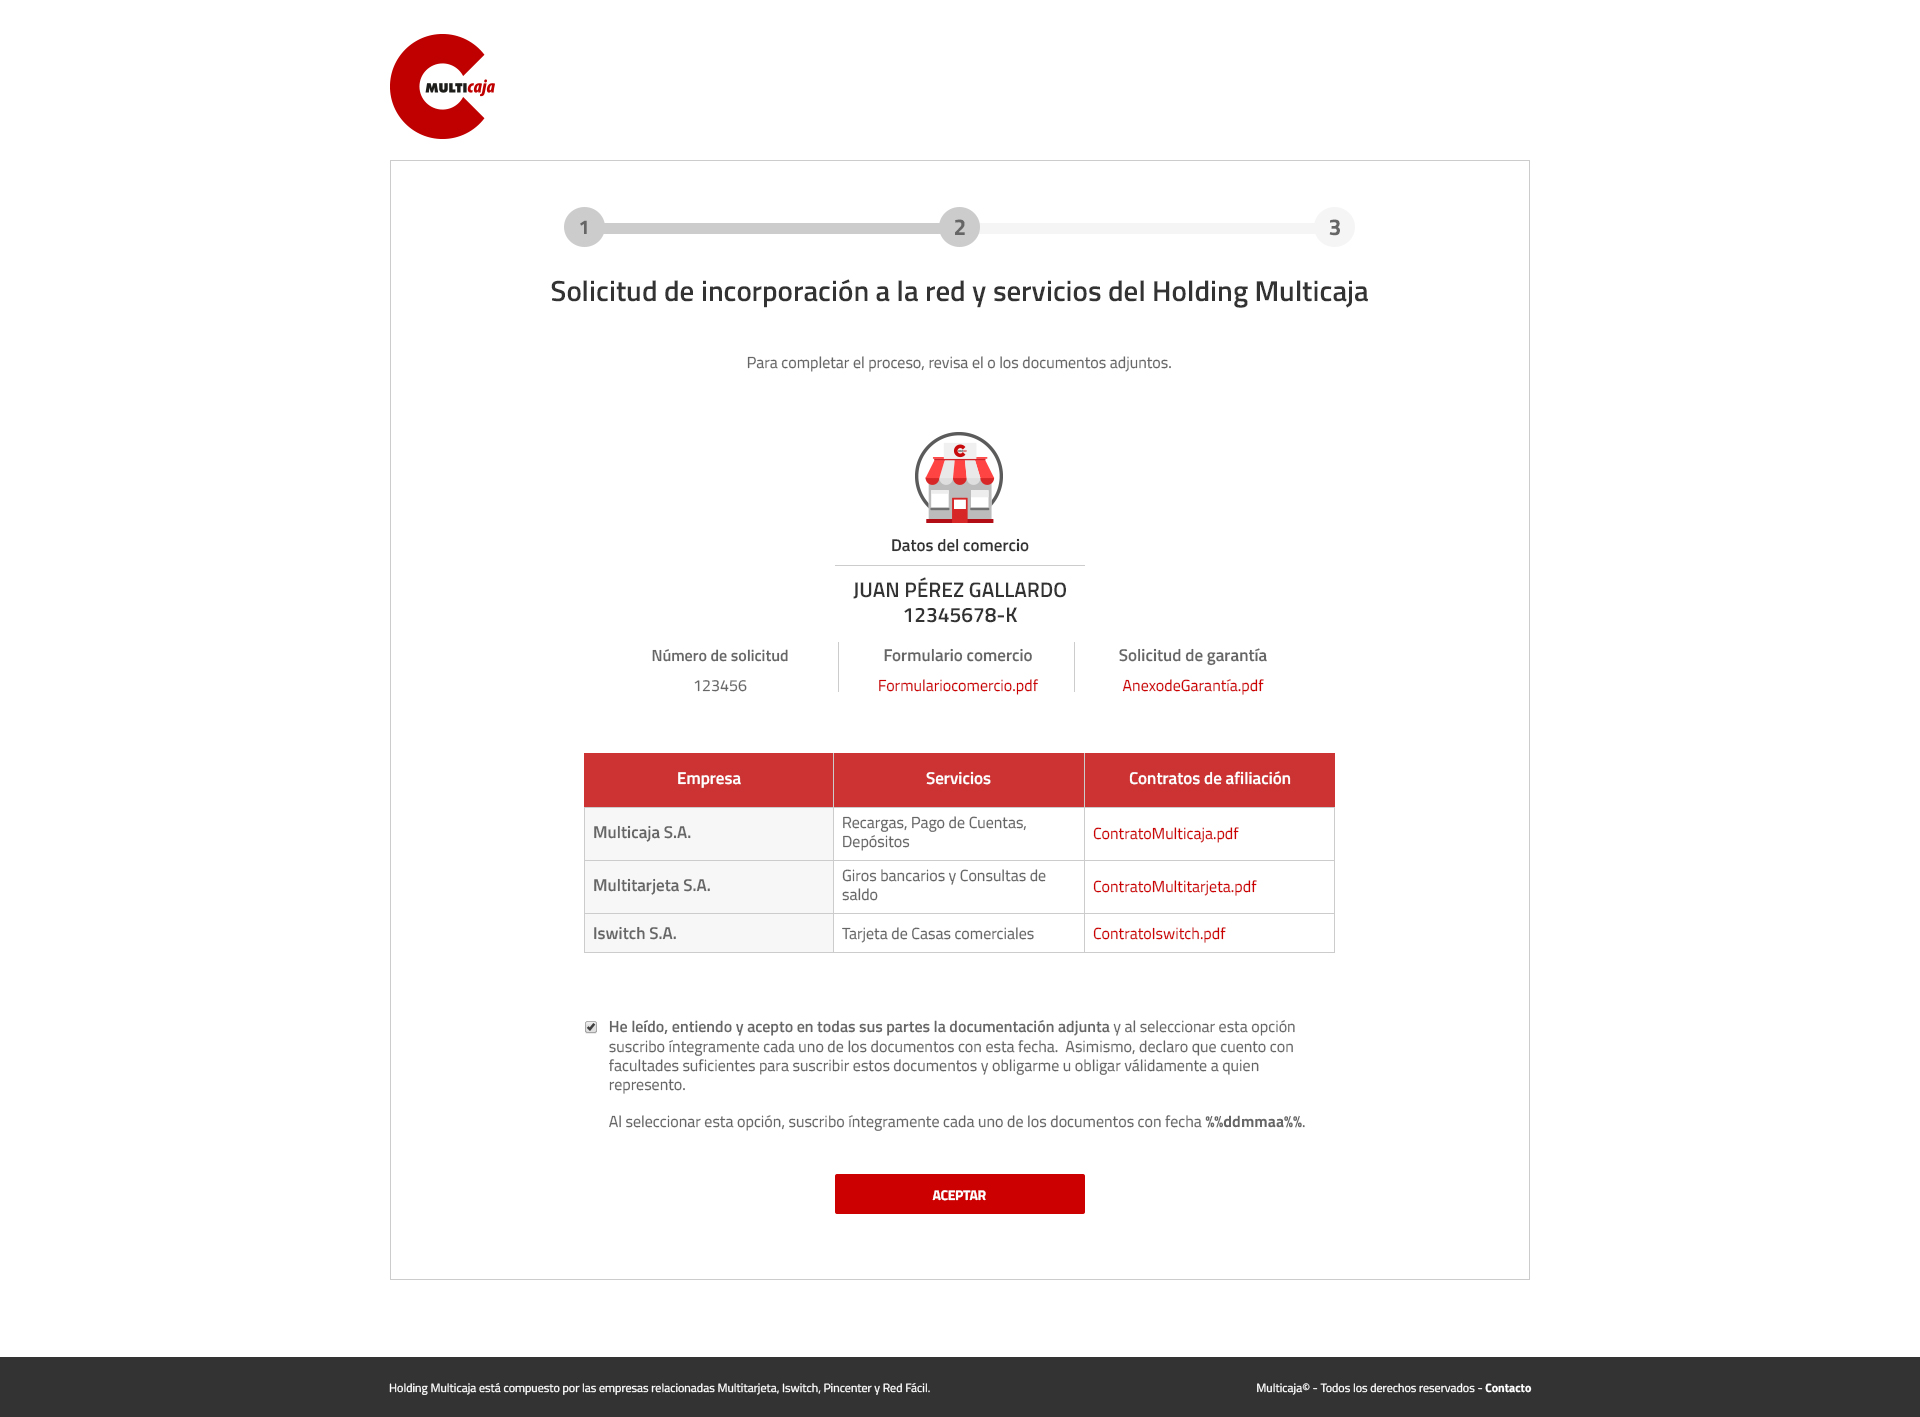 MULTIcaja
1
2
3
Solicitud de incorporación a la red y servicios del Holding Multicaja
Para completar el proceso, revisa el o los documentos adjuntos.
Datos del comercio
JUAN PÉREZ GALLARDO
12345678-K
Número de solicitud
123456
Formulario comercio
Formulariocomercio.pdf
Solicitud de garantía
AnexodeGarantía.pdf
Empresa
Servicios
Contratos de afiliación
Multicaja S.A.
Recargas, Pago de Cuentas,
Depósitos
ContratoMulticaja.pdf
Multitarjeta S.A.
Giros bancarios y Consultas de
saldo
ContratoMultitarjeta.pdf
Iswitch S.A.
Tarjeta de Casas comerciales
ContratoIswitch.pdf
He leído, entiendo y acepto en todas sus partes la documentación adjunta y al seleccionar esta opción
suscribo íntegramente cada uno de los documentos con esta fecha. Asimismo, declaro que cuento con
facultades suficientes para suscribir estos documentos y obligarme u obligar válidamente a quien
represento.
Al seleccionar esta opción, suscribo íntegramente cada uno de los documentos con fecha %%ddmmaa%%.
ACEPTAR
Holding Multicaja está compuesto por las empresas relacionadas Multitarjeta, Iswitch, Pincenter y Red Fácil.
Multicaja© - Todos los derechos reservados - Contacto